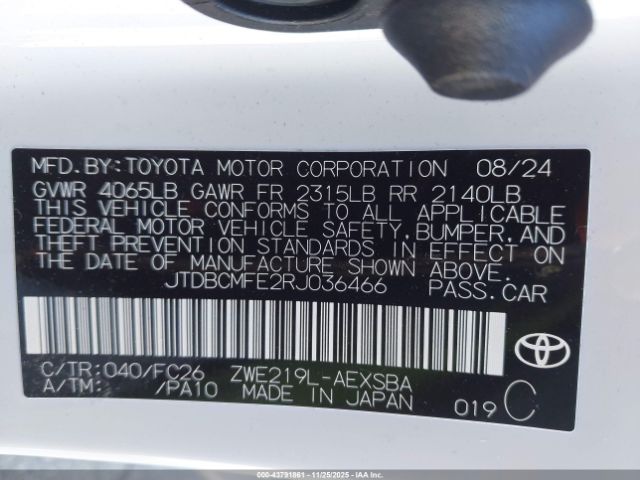 MFD.BY:TOYOTA MOTOR CORPORATION 08/24
GVWR 4065LB GAWR FR 2315LB RR 2140LB
THIS VEHICLE CONFORMS TO ALL APPLICABLE
FEDERAL MOTOR VEHICLE SAFETY,BUMPER,AND
THEFT PREVENTION STANDARDS IN EFFECT ON
THE DATE OF MANUFACTURE SHOWN ABOVE.
JTDBCMFE2RJ036466 PASS.CAR
C/TR:040/FC26 ZWE219L-AEXSBA
A/TM: /PA10 MADE IN JAPAN 019 C
TOYOTA
000-43791861 - 11/25/2025 - IAA Inc.